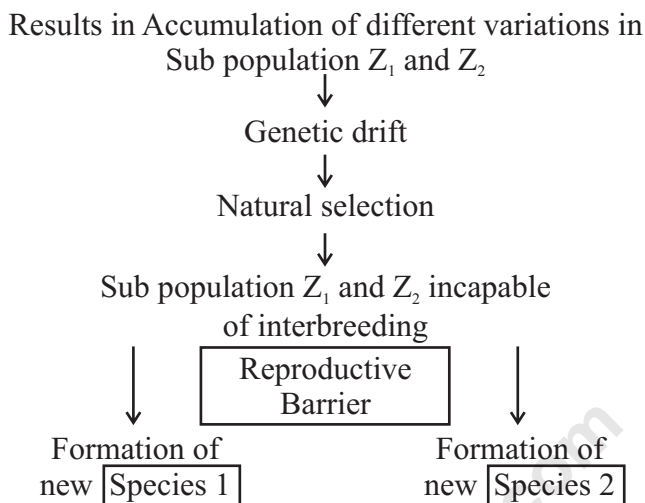 Results in Accumulation of different variations in
Sub population Z₁ and Z₂
Genetic drift
Natural selection
Sub population Z₁ and Z₂ incapable
of interbreeding
Reproductive
Barrier
Formation of
new Species 1
Formation of
new Species 2
com